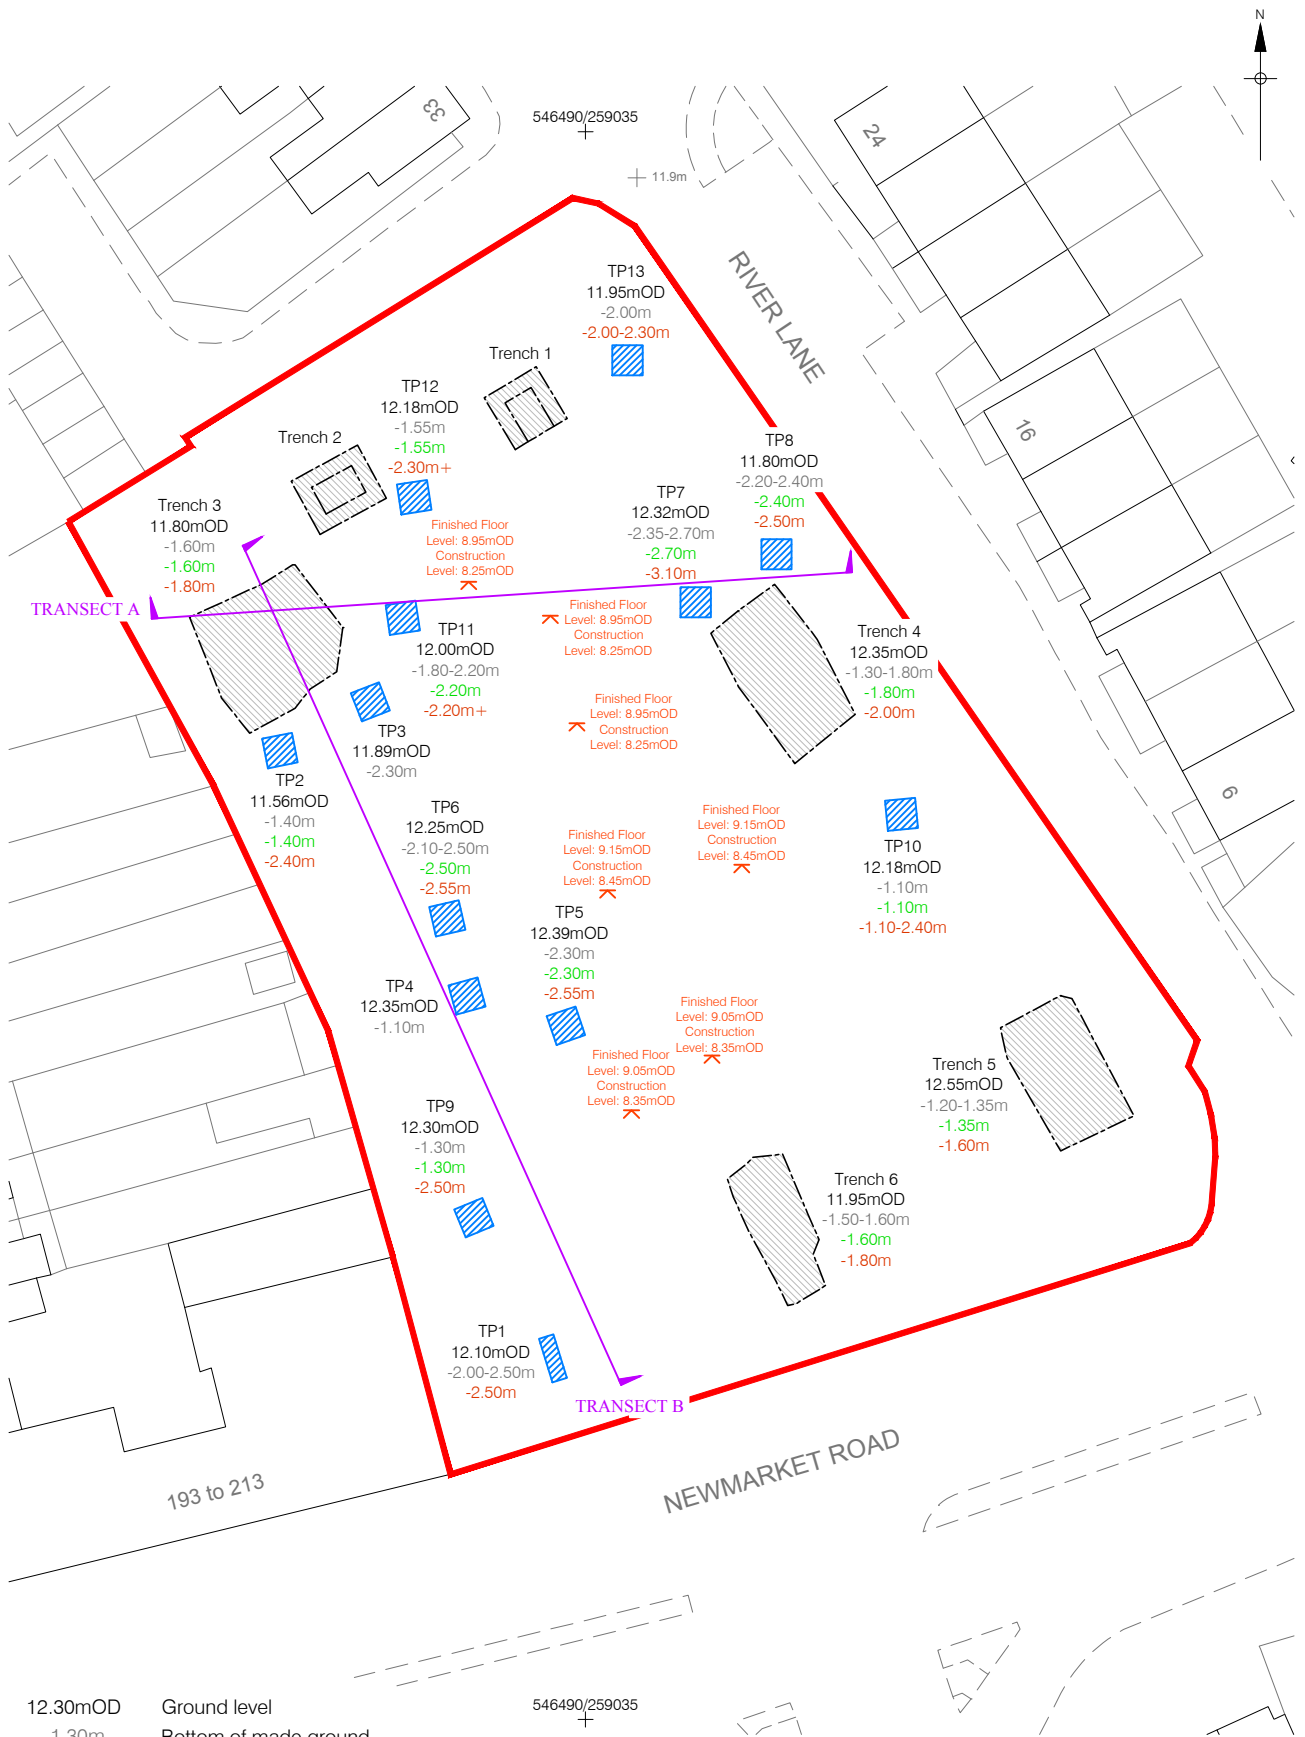 N
33
546490/259035
24
11.9m
RIVER LANE
TP13
11.95mOD
-2.00m
-2.00-2.30m
Trench 1
TP12
12.18mOD
-1.55m
-1.55m
-2.30m+
Trench 2
16
TP8
11.80mOD
-2.20-2.40m
-2.40m
-2.50m
TP7
12.32mOD
-2.35-2.70m
-2.70m
-3.10m
Trench 3
11.80mOD
-1.60m
-1.60m
-1.80m
Finished Floor
Level: 8.95mOD
Construction
Level: 8.25mOD
TRANSECT A
Finished Floor
Level: 8.95mOD
Construction
Level: 8.25mOD
TP11
12.00mOD
-1.80-2.20m
-2.20m
-2.20m+
Trench 4
12.35mOD
-1.30-1.80m
-1.80m
-2.00m
Finished Floor
Level: 8.95mOD
Construction
Level: 8.25mOD
TP3
11.89mOD
-2.30m
TP2
11.56mOD
-1.40m
-1.40m
-2.40m
6
TP6
12.25mOD
-2.10-2.50m
-2.50m
-2.55m
Finished Floor
Level: 9.15mOD
Construction
Level: 8.45mOD
Finished Floor
Level: 9.15mOD
Construction
Level: 8.45mOD
TP10
12.18mOD
-1.10m
-1.10m
-1.10-2.40m
TP5
12.39mOD
-2.30m
-2.30m
-2.55m
TP4
12.35mOD
-1.10m
Finished Floor
Level: 9.05mOD
Construction
Level: 8.35mOD
Finished Floor
Level: 9.05mOD
Construction
Level: 8.35mOD
Trench 5
12.55mOD
-1.20-1.35m
-1.35m
-1.60m
TP9
12.30mOD
-1.30m
-1.30m
-2.50m
Trench 6
11.95mOD
-1.50-1.60m
-1.60m
-1.80m
TP1
12.10mOD
-2.00-2.50m
-2.50m
TRANSECT B
NEWMARKET ROAD
193 to 213
12.30mOD Ground level
546490/259035
1.30m Bottom of made ground